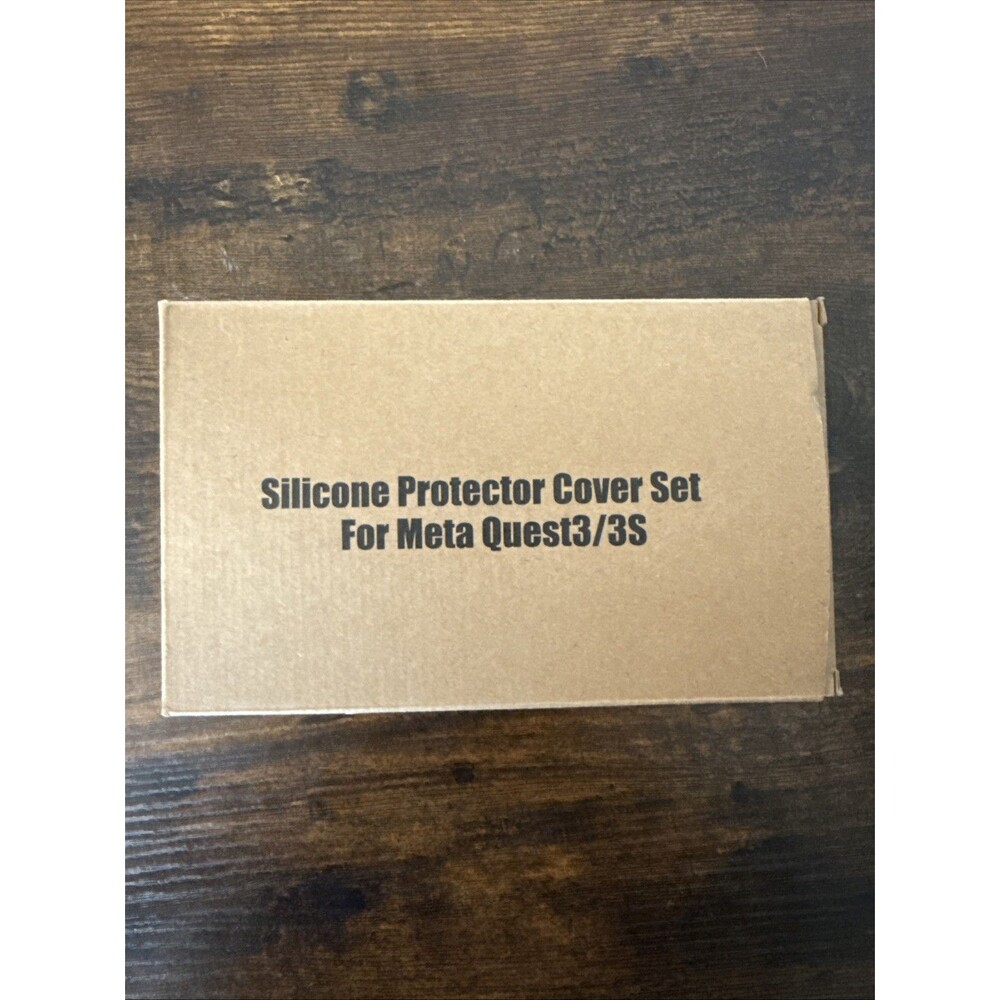 Silicone Protector Cover Set
For Meta Quest3/3S